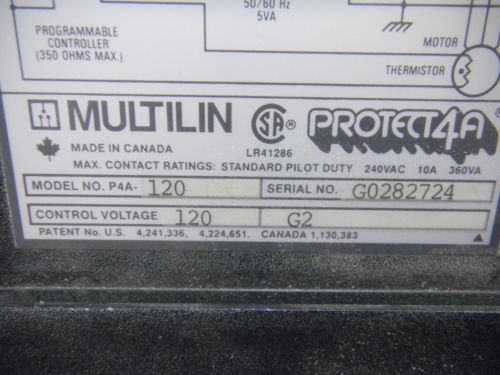 50/60 Hz
5VA
PROGRAMMABLE
CONTROLLER
(350 OHMS MAX.)
MOTOR
THERMISTOR
MULTILIN SA ® PROTECT4A
MADE IN CANADA LR41286
MAX. CONTACT RATINGS: STANDARD PILOT DUTY 240VAC 10A 360VA
MODEL NO. P4A- 120 SERIAL NO. G0282724
CONTROL VOLTAGE 120 G2
PATENT No. U.S. 4,241,336, 4,224,651. CANADA 1,130,383